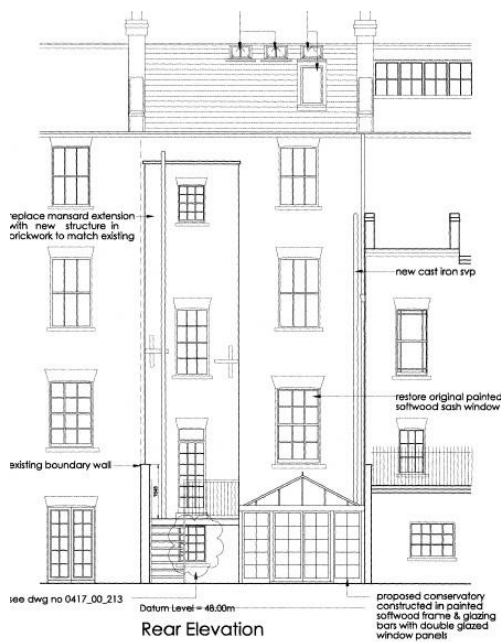 replace mansard extension
with new structure in
brickwork to match existing
new cast iron svp
restore original painted
softwood sash window
existing boundary wall
see dwg no 0417_00_213
Datum Level = 48.00m
Rear Elevation
proposed conservatory
constructed in painted
softwood frame & glazing
bars with double glazed
window panels